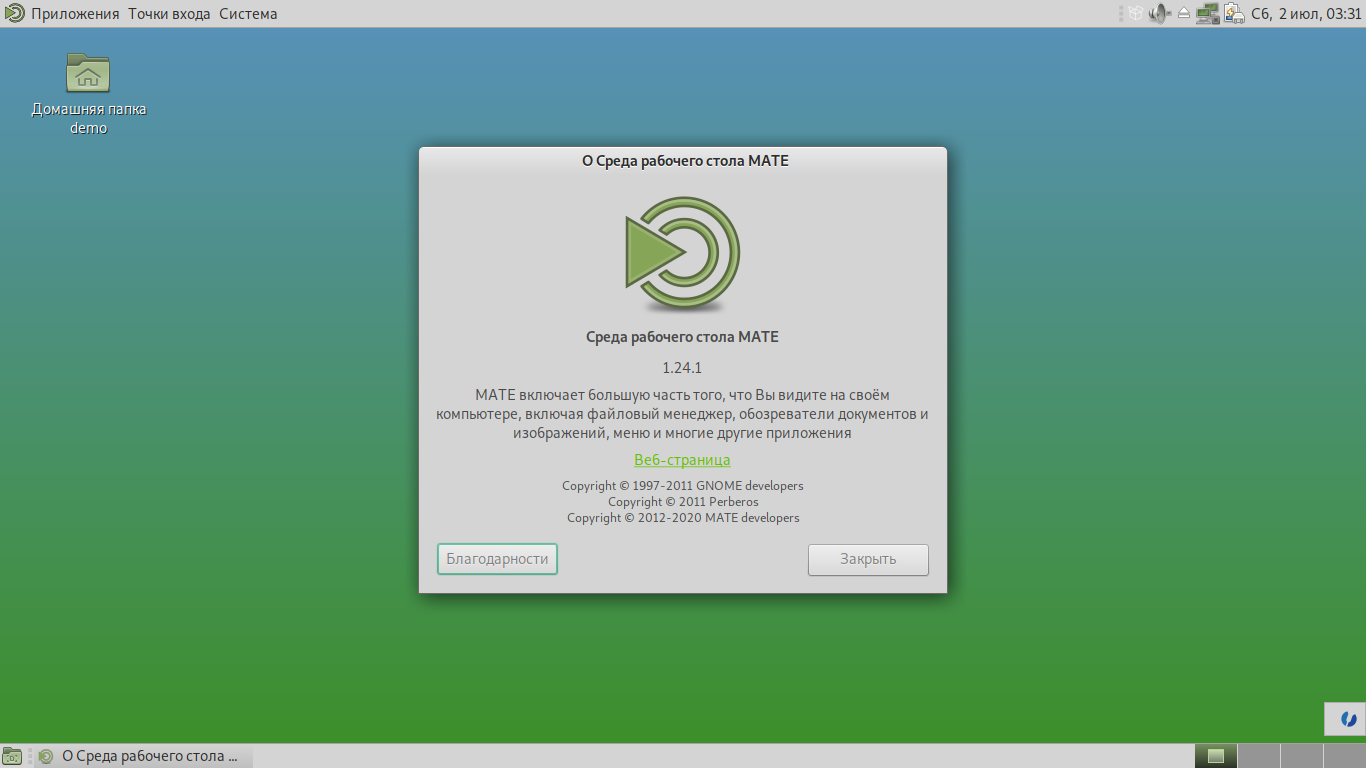 Приложения Точки входа Система
Сб, 2 июл, 03:31
Домашняя папка
demo
О Среда рабочего стола MATE
Среда рабочего стола MATE
1.24.1
MATE включает большую часть того, что Вы видите на своём
компьютере, включая файловый менеджер, обозреватели документов и
изображений, меню и многие другие приложения
Веб-страница
Copyright © 1997-2011 GNOME developers
Copyright © 2011 Perberos
Copyright © 2012-2020 MATE developers
Благодарности
Закрыть
О Среда рабочего стола ...